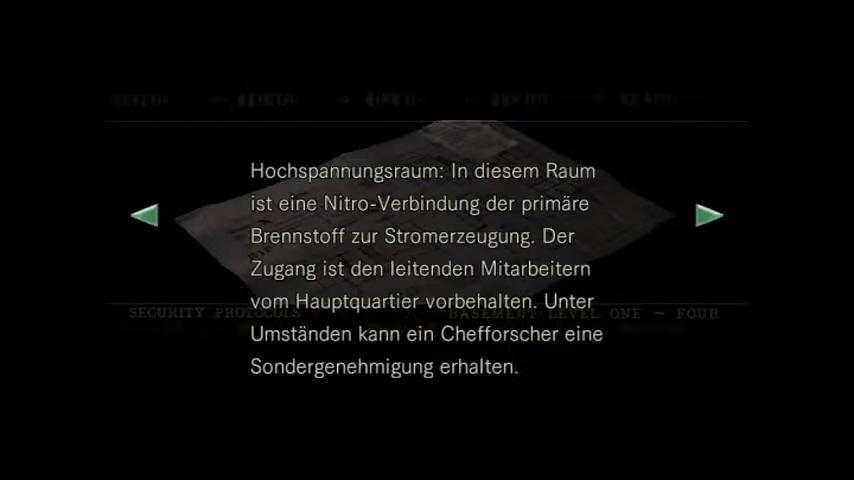 Hochspannungsraum: In diesem Raum
ist eine Nitro-Verbindung der primäre
Brennstoff zur Stromerzeugung. Der
Zugang ist den leitenden Mitarbeitern
vom Hauptquartier vorbehalten. Unter
SECURITY PROTOCOLS BASEMENT LEVEL ONE ~ FOUR
Umständen kann ein Chefforscher eine
Sondergenehmigung erhalten.